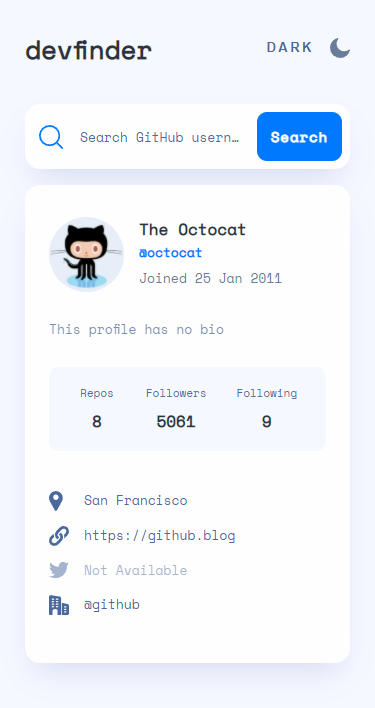 devfinder
DARK
Search GitHub usern…
Search
The Octocat
@octocat
Joined 25 Jan 2011
This profile has no bio
Repos Followers Following
8 5061 9
San Francisco
https://github.blog
Not Available
@github